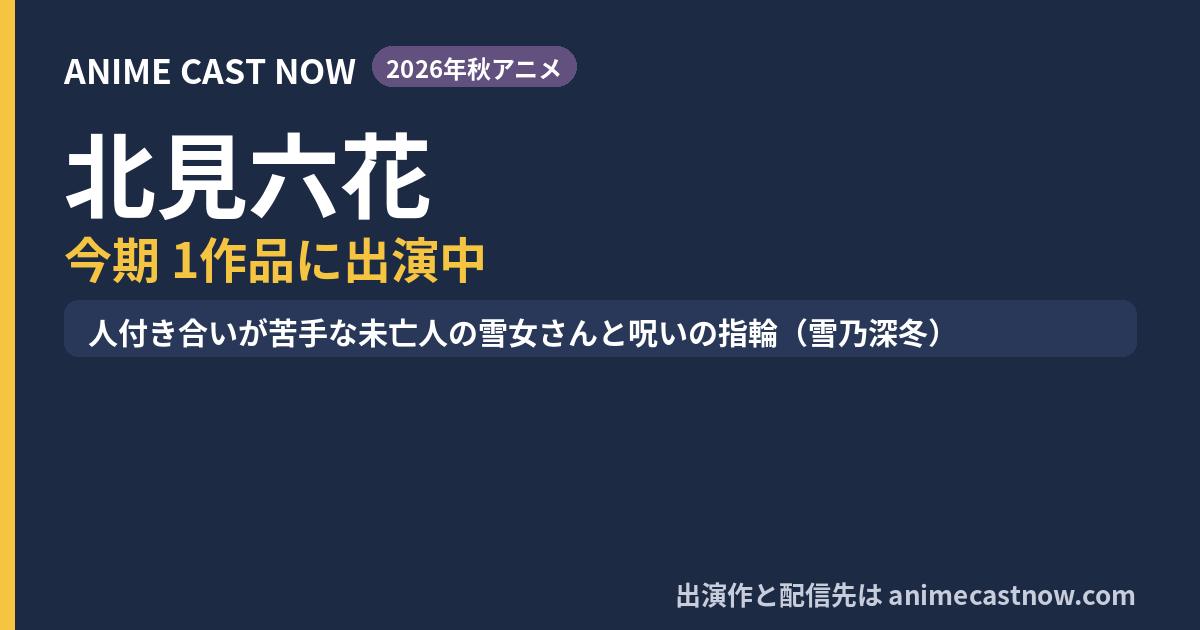 ANIME CAST NOW 2026年秋アニメ
北見六花
今期 1作品に出演中
人付き合いが苦手な未亡人の雪女さんと呪いの指輪（雪乃深冬）
出演作と配信先は animecastnow.com